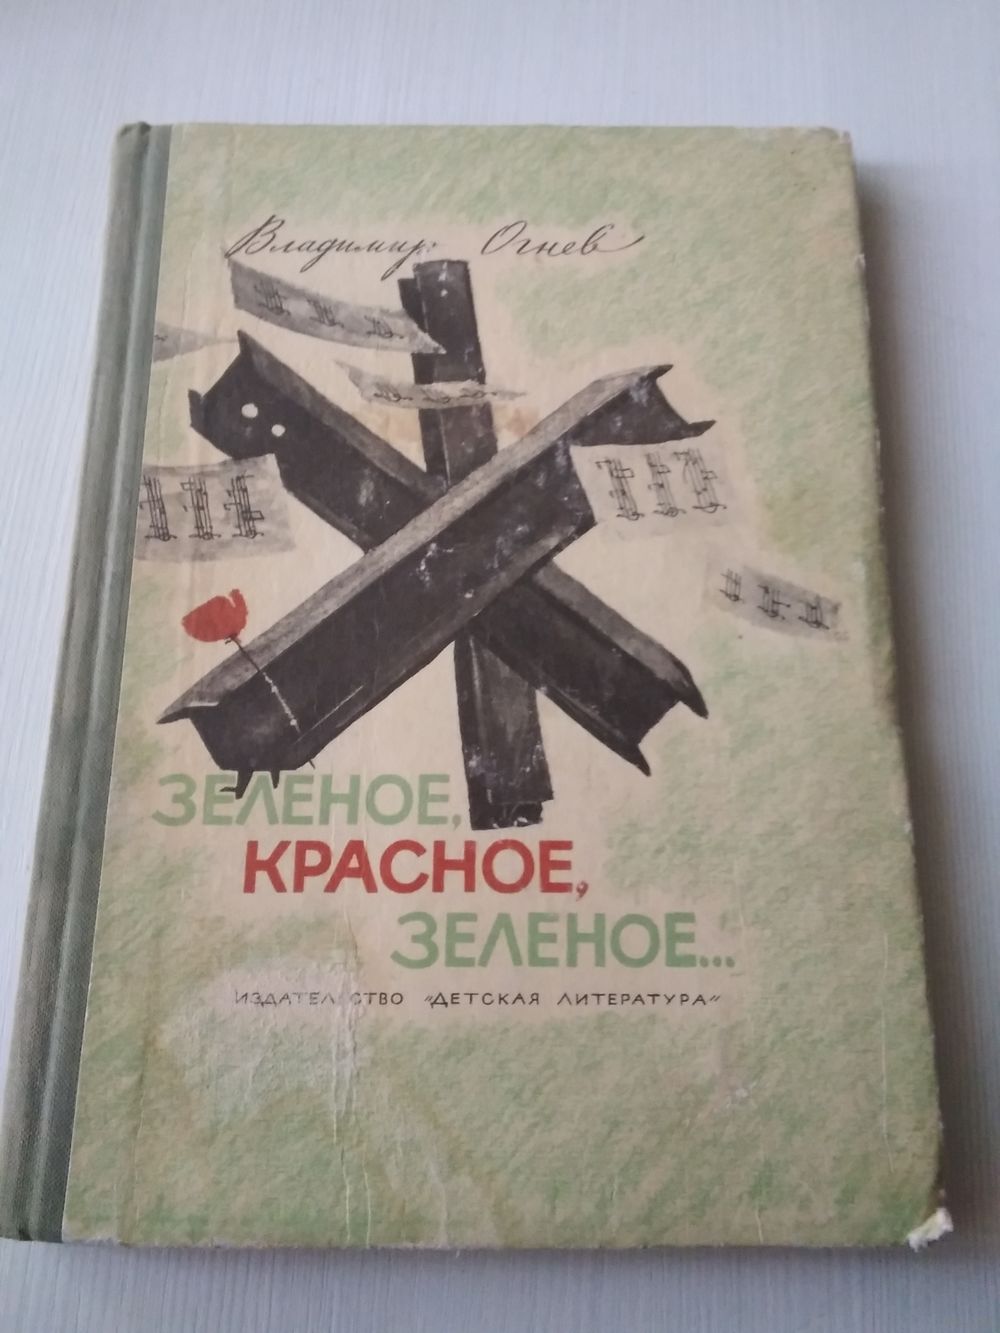 Владимир Огнев
ЗЕЛЕНОЕ,
КРАСНОЕ,
ЗЕЛЕНОЕ...
ИЗДАТЕЛЬСТВО "ДЕТСКАЯ ЛИТЕРАТУРА"